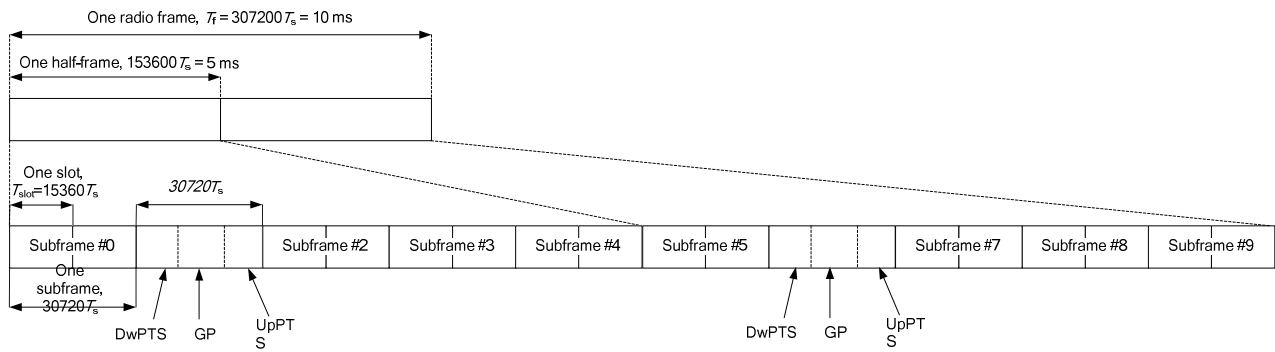 One radio frame, Tf = 307200Ts = 10 ms
One half-frame, 153600Ts = 5 ms
One slot,
Tslot=15360Ts
30720Ts
Subframe #0
Subframe #2
Subframe #3
Subframe #4
Subframe #5
Subframe #7
Subframe #8
Subframe #9
One
subframe,
30720Ts
DwPTS
GP
UpPT
S
DwPTS
GP
UpPT
S